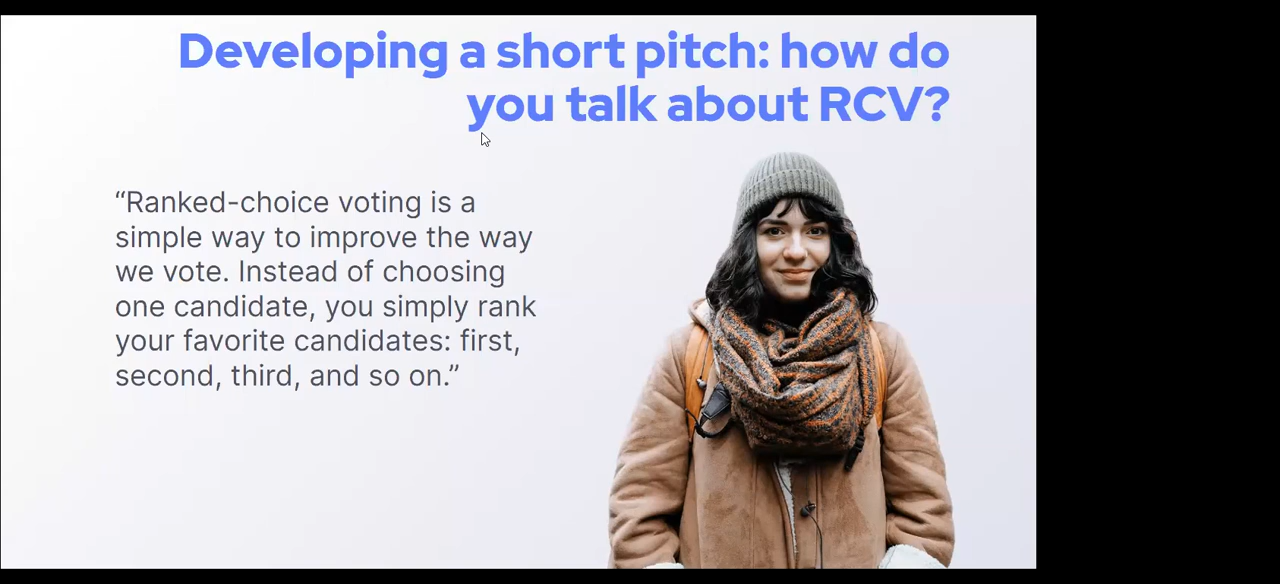 Developing a short pitch: how do
you talk about RCV?
“Ranked-choice voting is a
simple way to improve the way
we vote. Instead of choosing
one candidate, you simply rank
your favorite candidates: first,
second, third, and so on.”